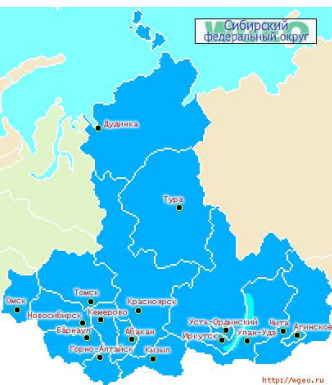 WGEO
Сибирский
федеральный округ
Дудинка
Тура
Омск
Томск
Красноярск
Новосибирск
Кемерово
Барнаул
Абакан
Горно-Алтайск
Кызыл
Усть-Ордынский
Иркутск
Улан-Удэ
Чита
Агинское
http://wgeo.ru